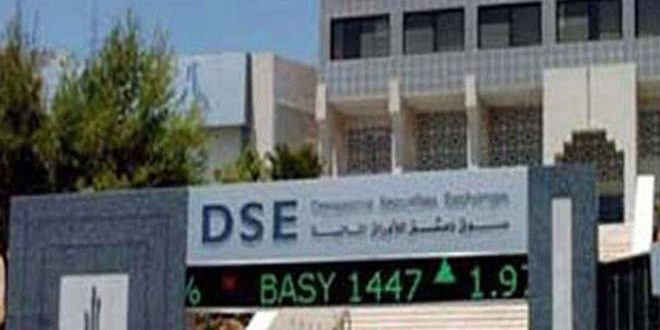 DSE Damascus Securities Exchange
سوق دمشق للأوراق المالية
% BASY 1447 ▲ 1.97